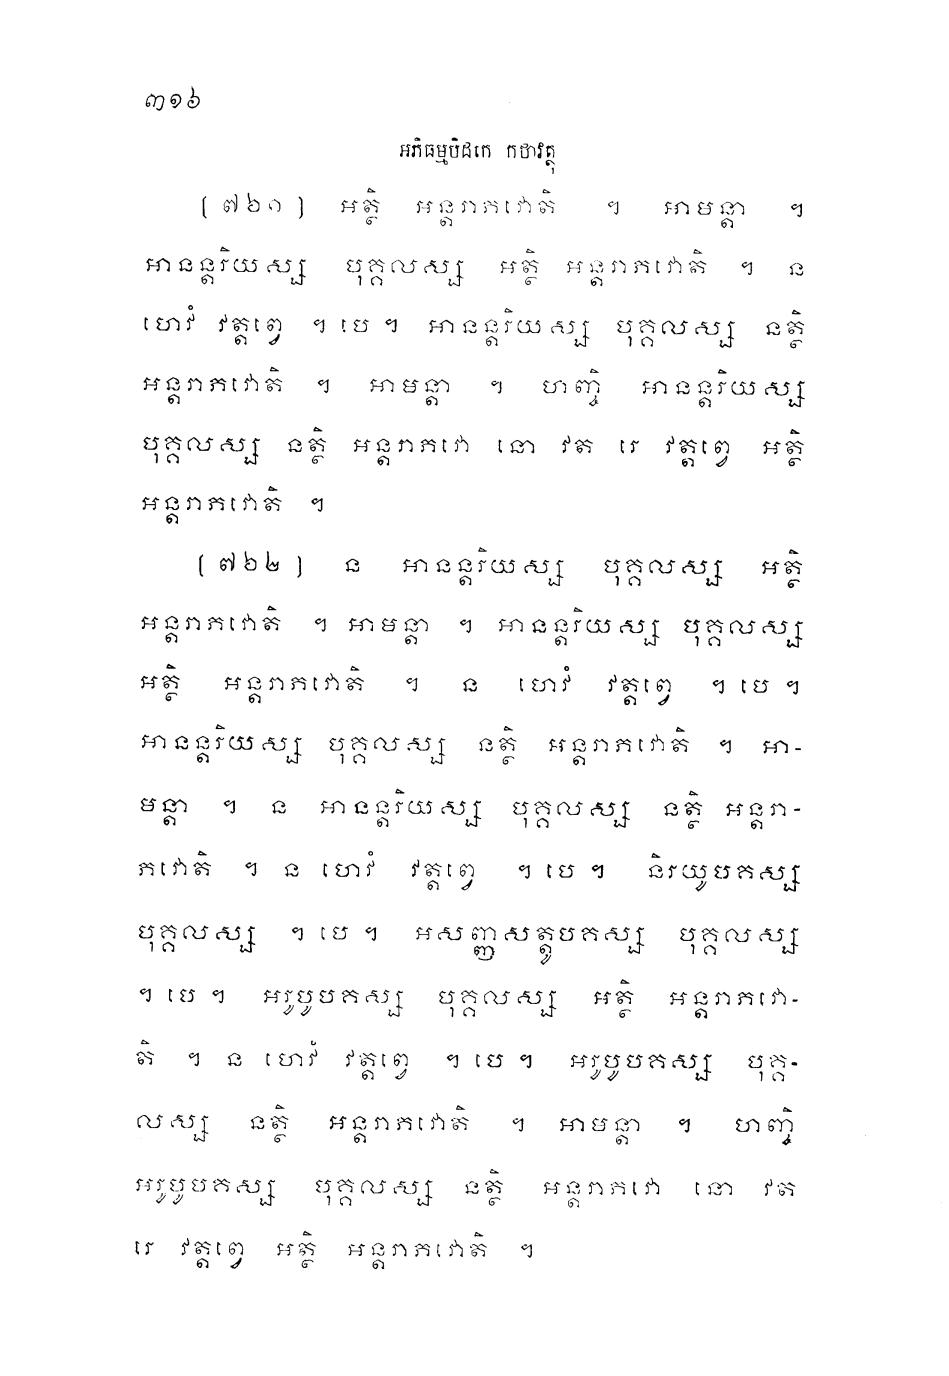 ៣១៦
អភិធម្មបិដកេ កថាវត្ថុ
(៧៦១) អត្ថិ អន្តរាភវោតិ ។ អាមន្តា ។
អានន្តរិយស្ស បុគ្គលស្ស អត្ថិ អន្តរាភវោតិ ។ ន
ហេវំ វត្តព្វេ ។ បេ ។ អានន្តរិយស្ស បុគ្គលស្ស នត្ថិ
អន្តរាភវោតិ ។ អាមន្តា ។ ហញ្ចិ អានន្តរិយស្ស
បុគ្គលស្ស នត្ថិ អន្តរាភវោ នោ វត រេ វត្តព្វេ អត្ថិ
អន្តរាភវោតិ ។
(៧៦២) ន អានន្តរិយស្ស បុគ្គលស្ស អត្ថិ
អន្តរាភវោតិ ។ អាមន្តា ។ អានន្តរិយស្ស បុគ្គលស្ស
អត្ថិ អន្តរាភវោតិ ។ ន ហេវំ វត្តព្វេ ។ បេ ។
អានន្តរិយស្ស បុគ្គលស្ស នត្ថិ អន្តរាភវោតិ ។ អា-
មន្តា ។ ន អានន្តរិយស្ស បុគ្គលស្ស នត្ថិ អន្តរា-
ភវោតិ ។ ន ហេវំ វត្តព្វេ ។ បេ ។ និរយូបកស្ស
បុគ្គលស្ស ។ បេ ។ អសញ្ញសត្តូបកស្ស បុគ្គលស្ស
។ បេ ។ អរូបូបកស្ស បុគ្គលស្ស អត្ថិ អន្តរាភវោ-
តិ ។ ន ហេវំ វត្តព្វេ ។ បេ ។ អរូបូបកស្ស បុគ្គ-
លស្ស នត្ថិ អន្តរាភវោតិ ។ អាមន្តា ។ ហញ្ចិ
អរូបូបកស្ស បុគ្គលស្ស នត្ថិ អន្តរាភវោ នោ វត
រេ វត្តព្វេ អត្ថិ អន្តរាភវោតិ ។